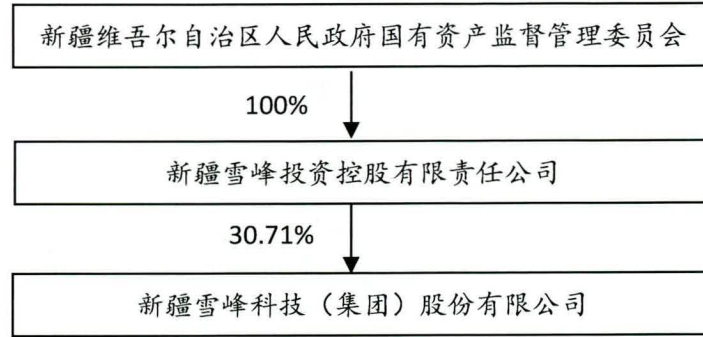 新疆维吾尔自治区人民政府国有资产监督管理委员会
100%
新疆雪峰投资控股有限责任公司
30.71%
新疆雪峰科技（集团）股份有限公司